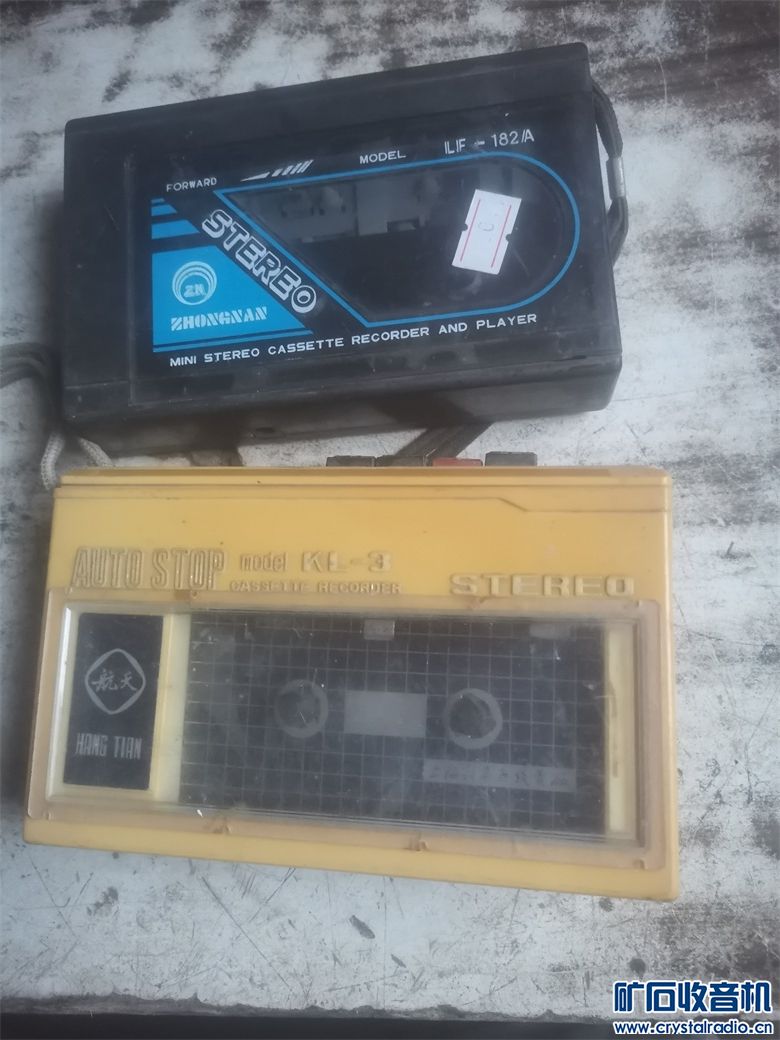 FORWARD
MODEL LF-182/A
STEREO
ZN
ZHONGNAN
MINI STEREO CASSETTE RECORDER AND PLAYER
AUTO STOP model KL-3
CASSETTE RECORDER STEREO
航天
HANG TIAN
矿石收音机
www.crystalradio.cn